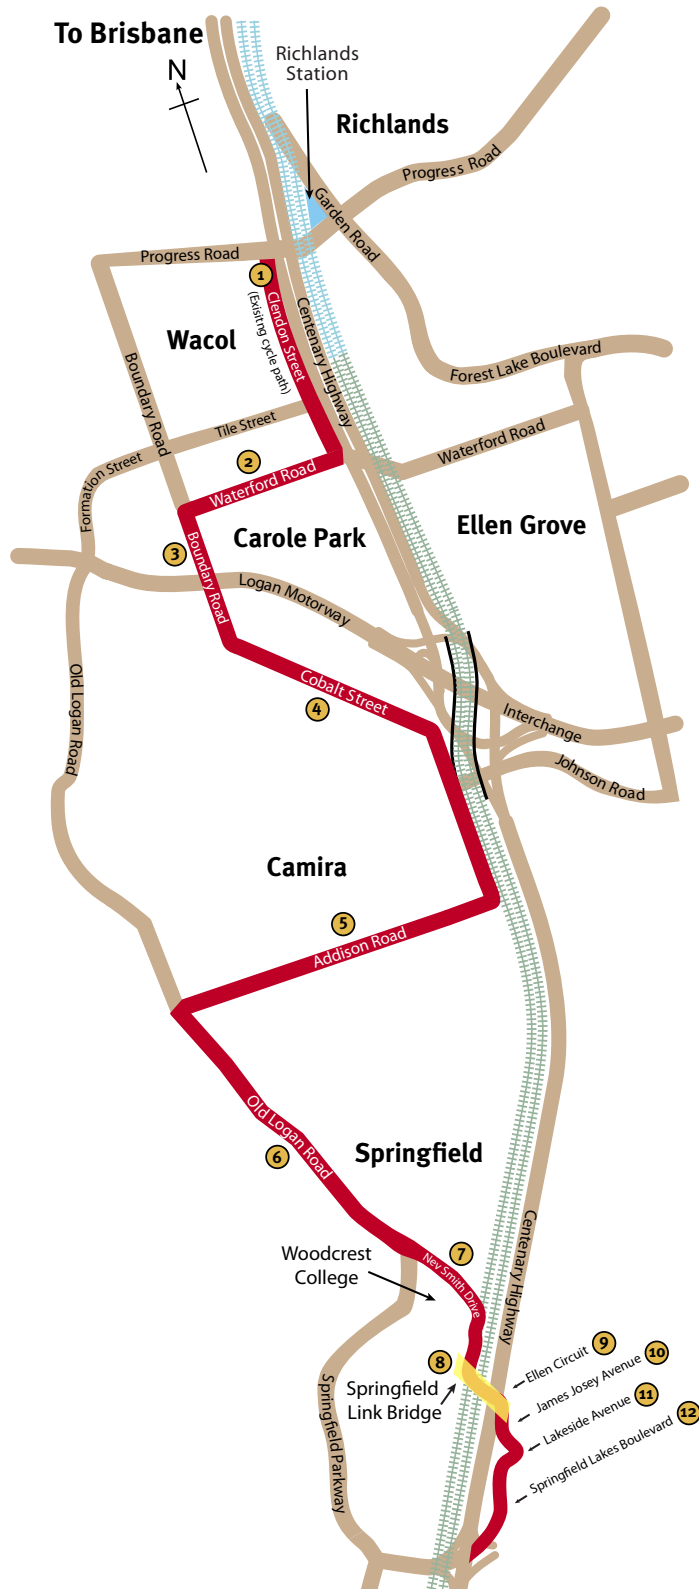 To Brisbane
N
Richlands
Station
Richlands
Progress Road
Garden Road
Progress Road
1
Clendon Street
(Exisitng cycle path)
Centenary Highway
Wacol
Boundary Road
Forest Lake Boulevard
Tile Street
Waterford Road
Formation Street
2
Waterford Road
Ellen Grove
Carole Park
3
Boundary Road
Logan Motorway
Old Logan Road
Cobalt Street
4
Interchange
Johnson Road
Camira
5
Addison Road
Old Logan Road
6
Springfield
Centenary Highway
7
Nev Smith Drive
Woodcrest
College
8
Springfield
Link Bridge
Springfield Parkway
Ellen Circuit 9
James Josey Avenue 10
Lakeside Avenue 11
Springfield Lakes Boulevard 12